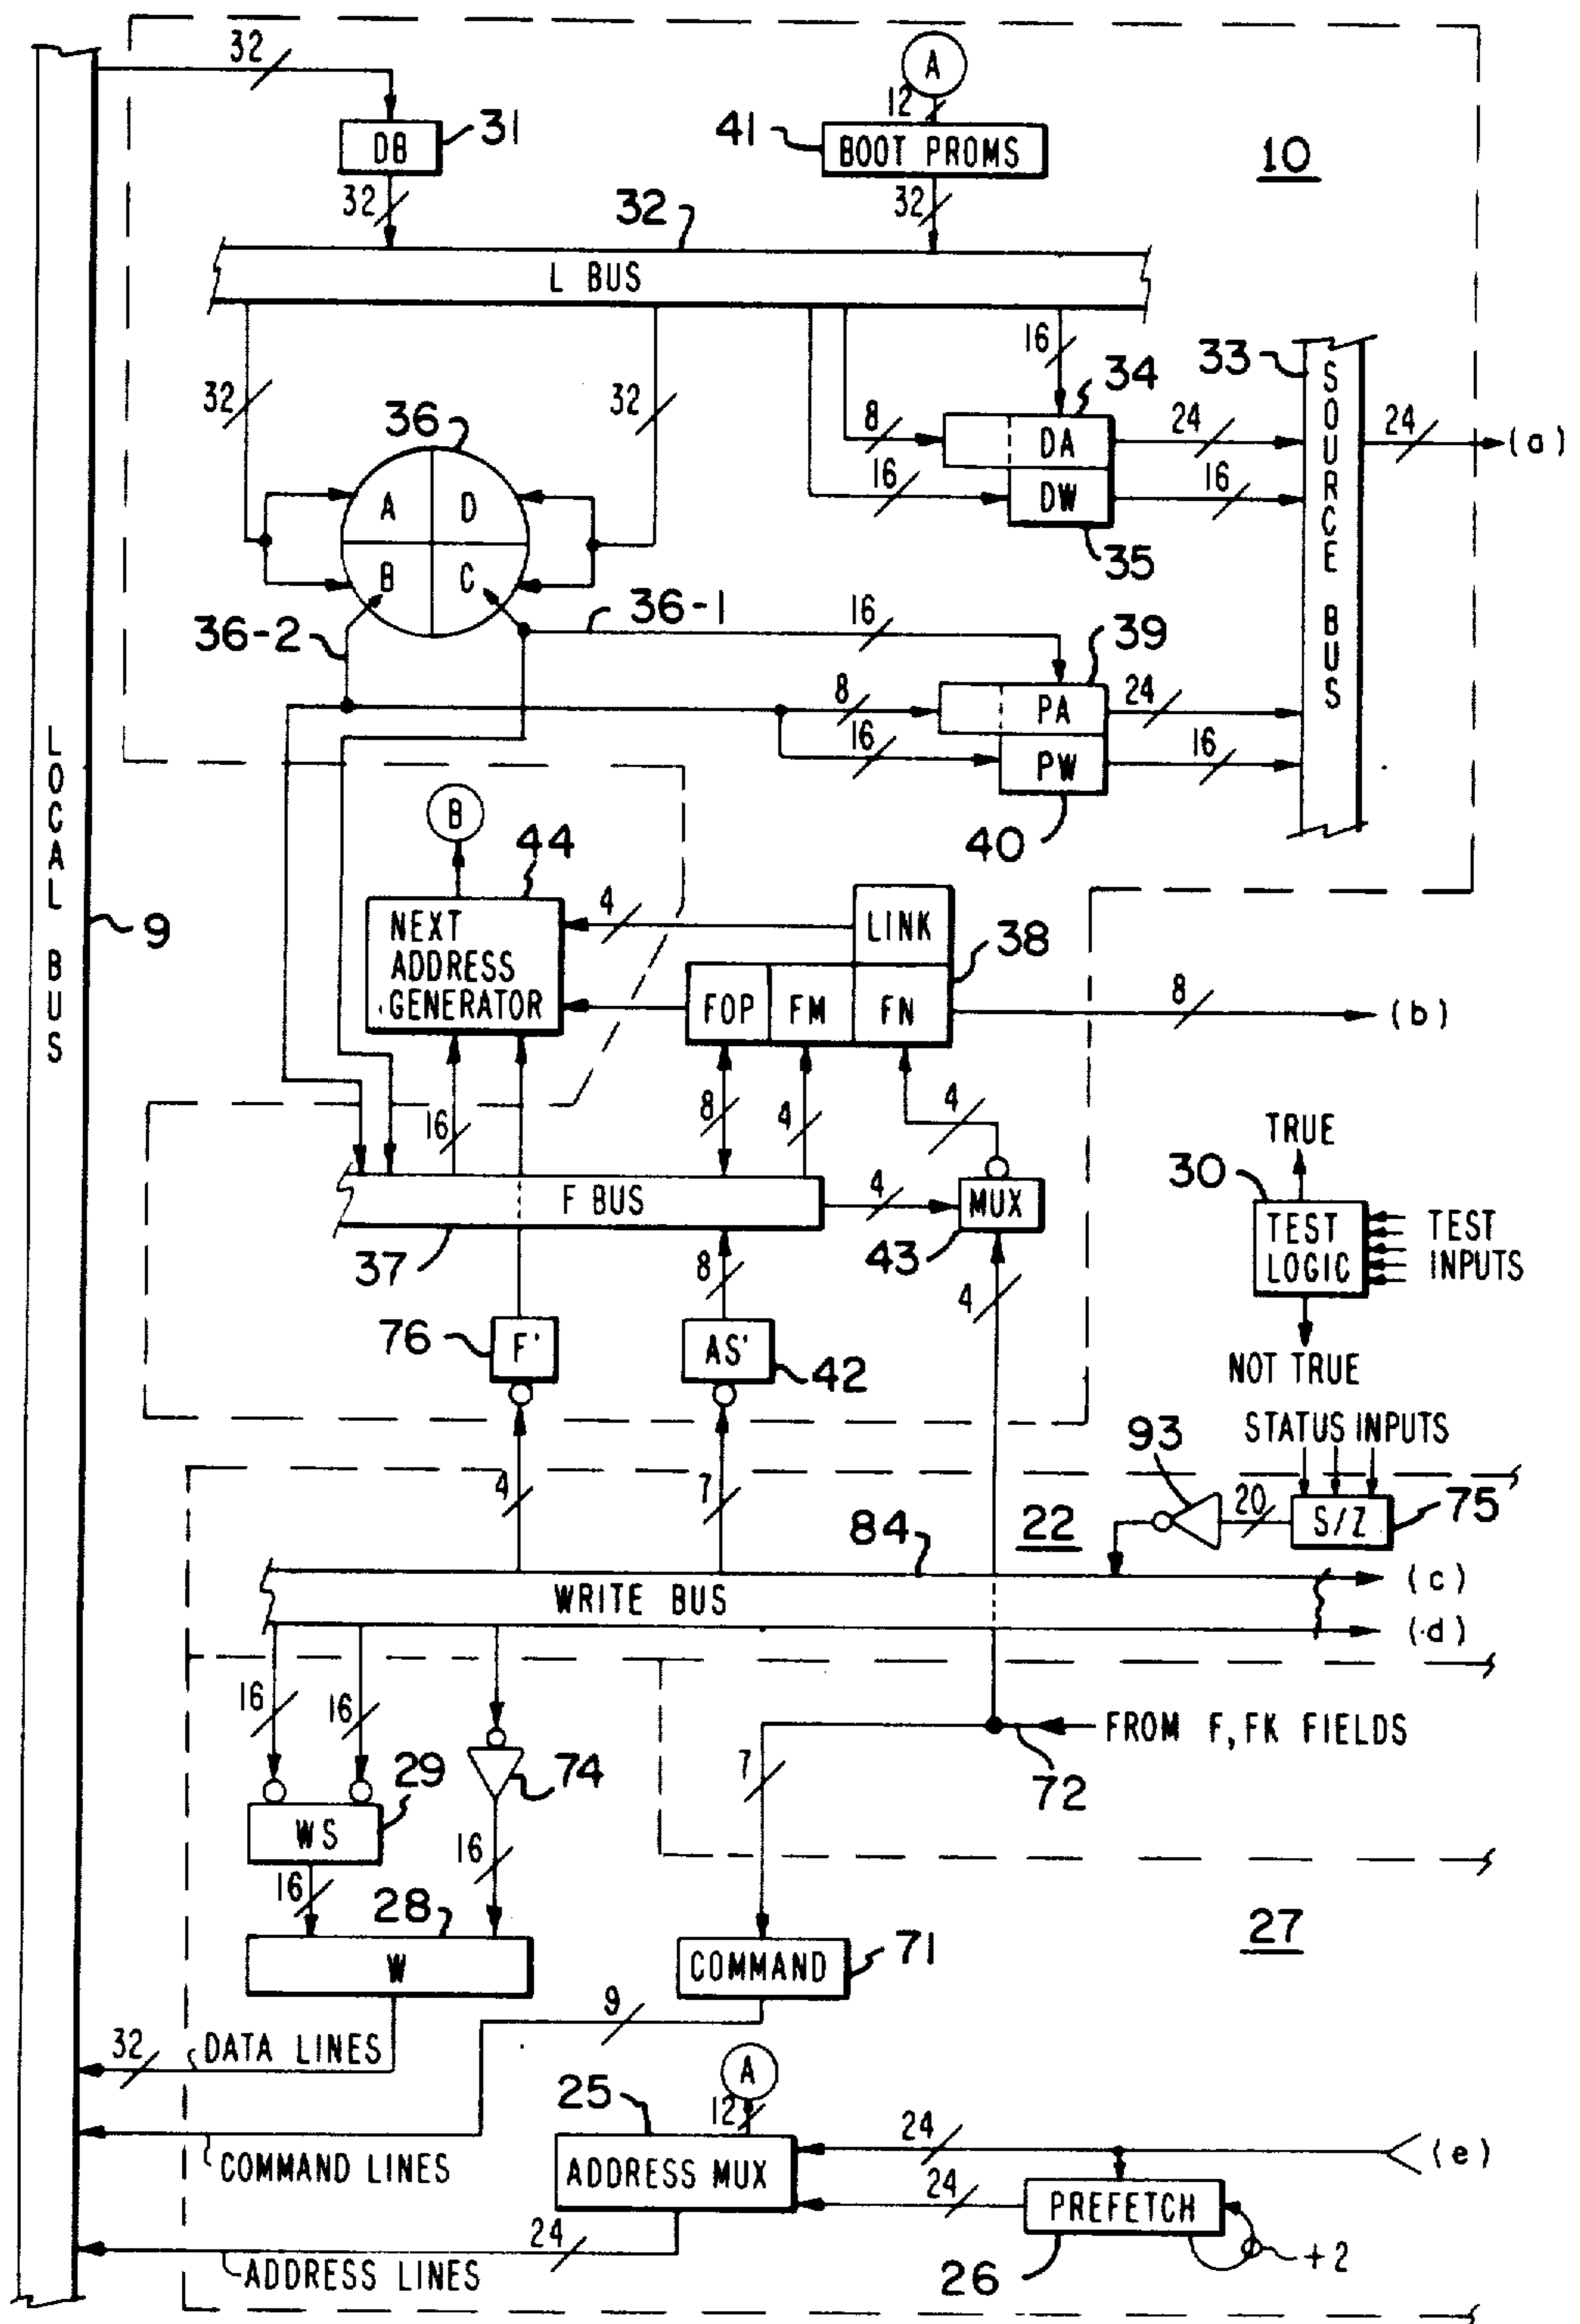 32
A
12
DB
31
41
BOOT PROMS
10
32
32
32
L BUS
16
33
34
32
32
36
8
DA
24
24
(a)
SOURCE BUS
A
D
16
DW
16
B
C
35
36-2
36-1
16
39
8
PA
24
16
PW
16
40
LOCAL BUS
9
B
44
4
LINK
38
NEXT
ADDRESS
GENERATOR
FOP
FM
FN
8
(b)
16
8
4
4
TRUE
30
F BUS
4
MUX
TEST
LOGIC
TEST
INPUTS
37
8
43
4
76
F'
AS'
42
NOT TRUE
STATUS INPUTS
93
4
7
22
20
S/Z
75
84
(c)
WRITE BUS
(d)
16
16
FROM F, FK FIELDS
29
74
7
72
WS
16
16
28
27
W
COMMAND
71
9
32
DATA LINES
A
25
12
24
(e)
COMMAND LINES
ADDRESS MUX
24
PREFETCH
24
+2
ADDRESS LINES
26